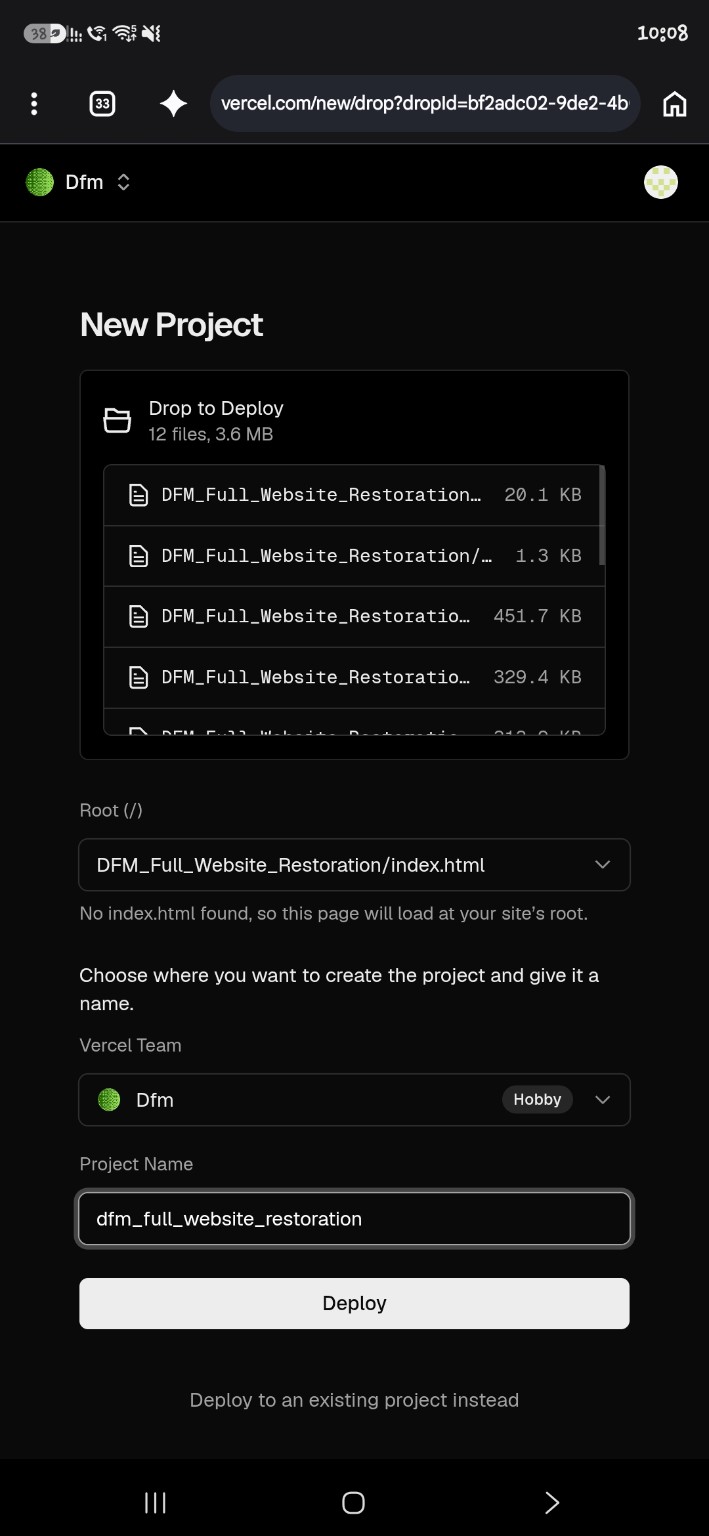 38
10:08
33
vercel.com/new/drop?dropId=bf2adc02-9de2-4b
Dfm
New Project
Drop to Deploy
12 files, 3.6 MB
DFM_Full_Website_Restoration… 20.1 KB
DFM_Full_Website_Restoration/… 1.3 KB
DFM_Full_Website_Restoratio… 451.7 KB
DFM_Full_Website_Restoratio… 329.4 KB
Root (/)
DFM_Full_Website_Restoration/index.html
No index.html found, so this page will load at your site's root.
Choose where you want to create the project and give it a
name.
Vercel Team
Dfm Hobby
Project Name
dfm_full_website_restoration
Deploy
Deploy to an existing project instead